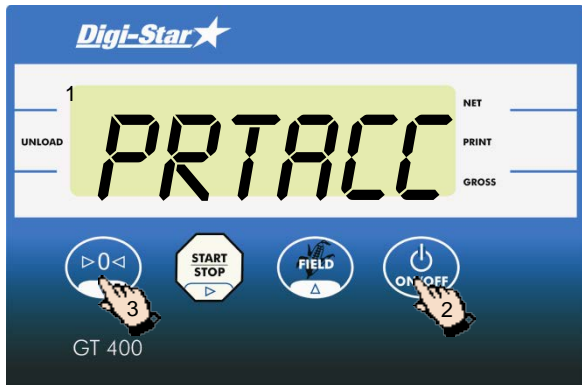 Digi-Star
1
NET
UNLOAD
PRINT
PRTACC
GROSS
▷0◁
START
STOP
▷
FIELD
△
ON/OFF
3
2
GT 400